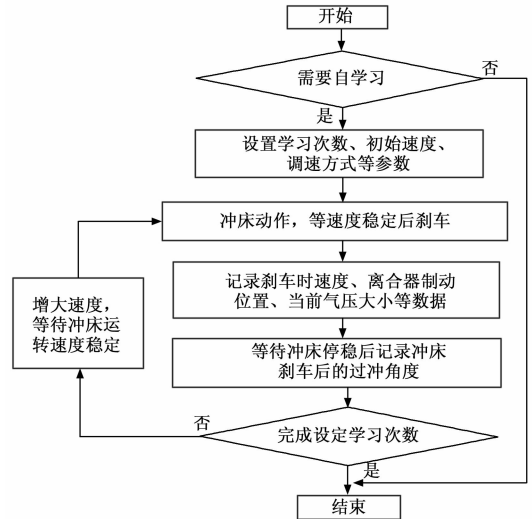 开始
需要自学习
否
是
设置学习次数、初始速度、
调速方式等参数
冲床动作，等速度稳定后刹车
记录刹车时速度、离合器制动
位置、当前气压大小等数据
增大速度，
等待冲床运
转速度稳定
等待冲床停稳后记录冲床
刹车后的过冲角度
否
完成设定学习次数
是
结束